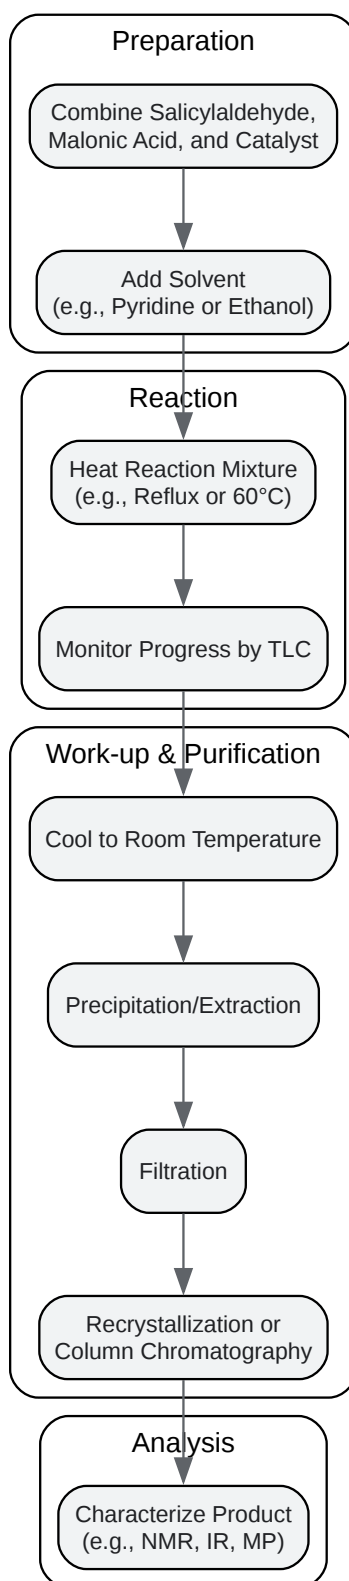 Preparation
Combine Salicylaldehyde,
Malonic Acid, and Catalyst
Add Solvent
(e.g., Pyridine or Ethanol)
Reaction
Heat Reaction Mixture
(e.g., Reflux or 60°C)
Monitor Progress by TLC
Work-up & Purification
Cool to Room Temperature
Precipitation/Extraction
Filtration
Recrystallization or
Column Chromatography
Analysis
Characterize Product
(e.g., NMR, IR, MP)